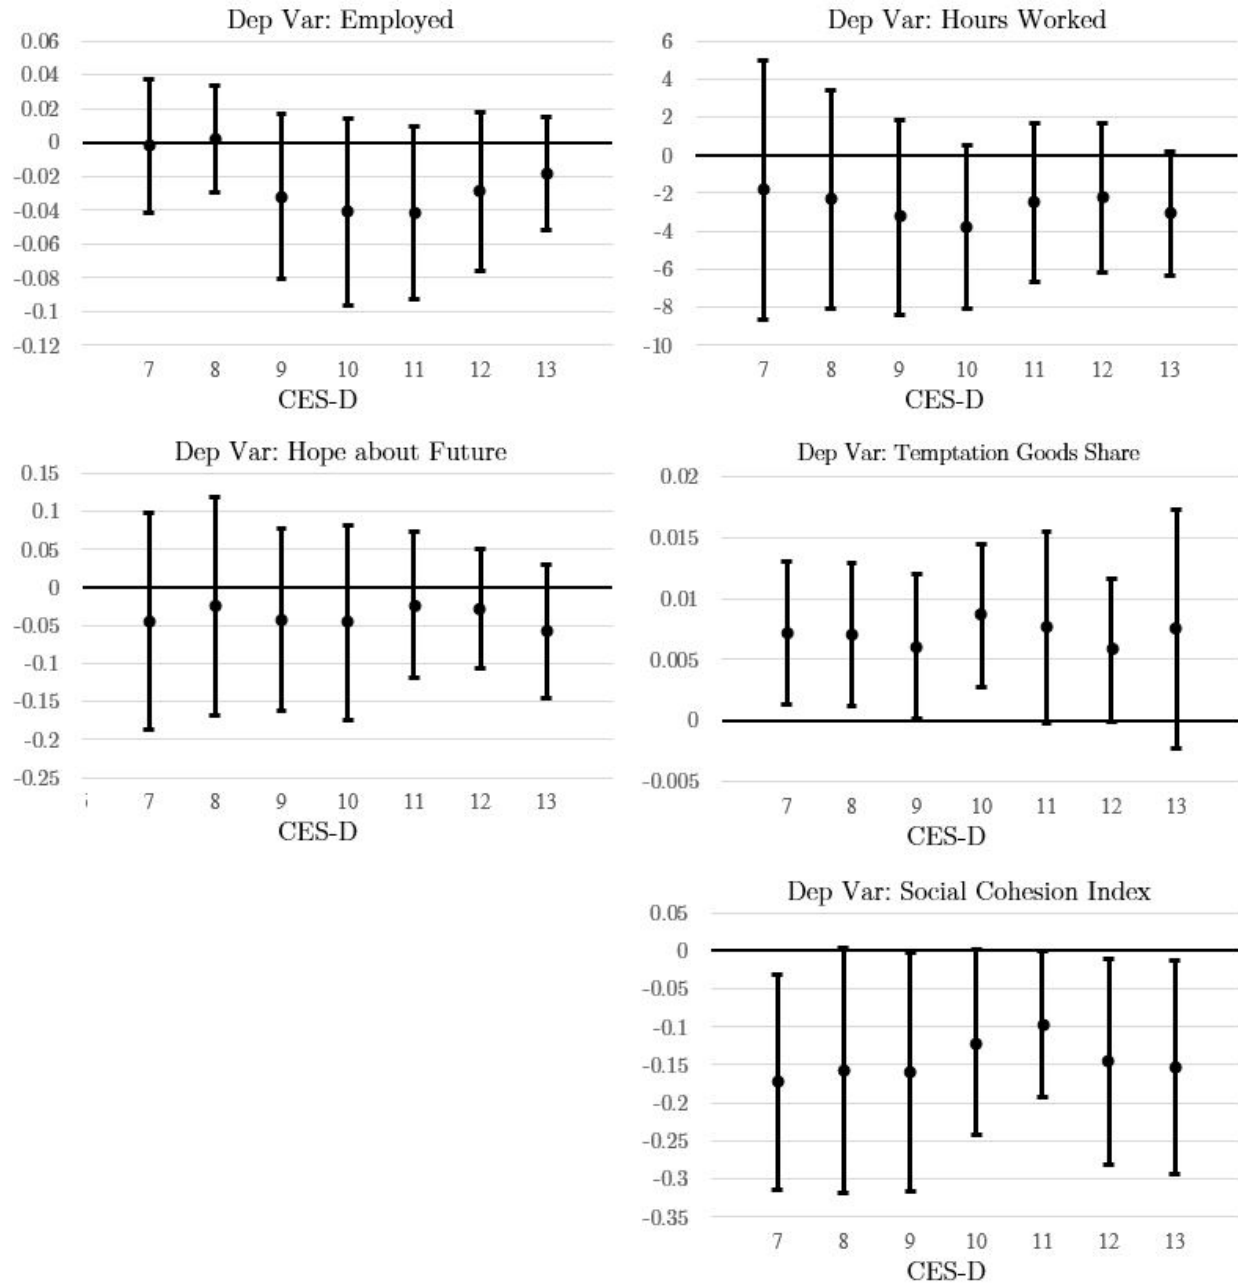 Dep Var: Employed
0.06
0.04
0.02
0
-0.02
-0.04
-0.06
-0.08
-0.1
-0.12
7 8 9 10 11 12 13
CES-D
Dep Var: Hours Worked
6
4
2
0
-2
-4
-6
-8
-10
7 8 9 10 11 12 13
CES-D
Dep Var: Hope about Future
0.15
0.1
0.05
0
-0.05
-0.1
-0.15
-0.2
-0.25
7 8 9 10 11 12 13
CES-D
Dep Var: Temptation Goods Share
0.02
0.015
0.01
0.005
0
-0.005
7 8 9 10 11 12 13
CES-D
Dep Var: Social Cohesion Index
0.05
0
-0.05
-0.1
-0.15
-0.2
-0.25
-0.3
-0.35
7 8 9 10 11 12 13
CES-D